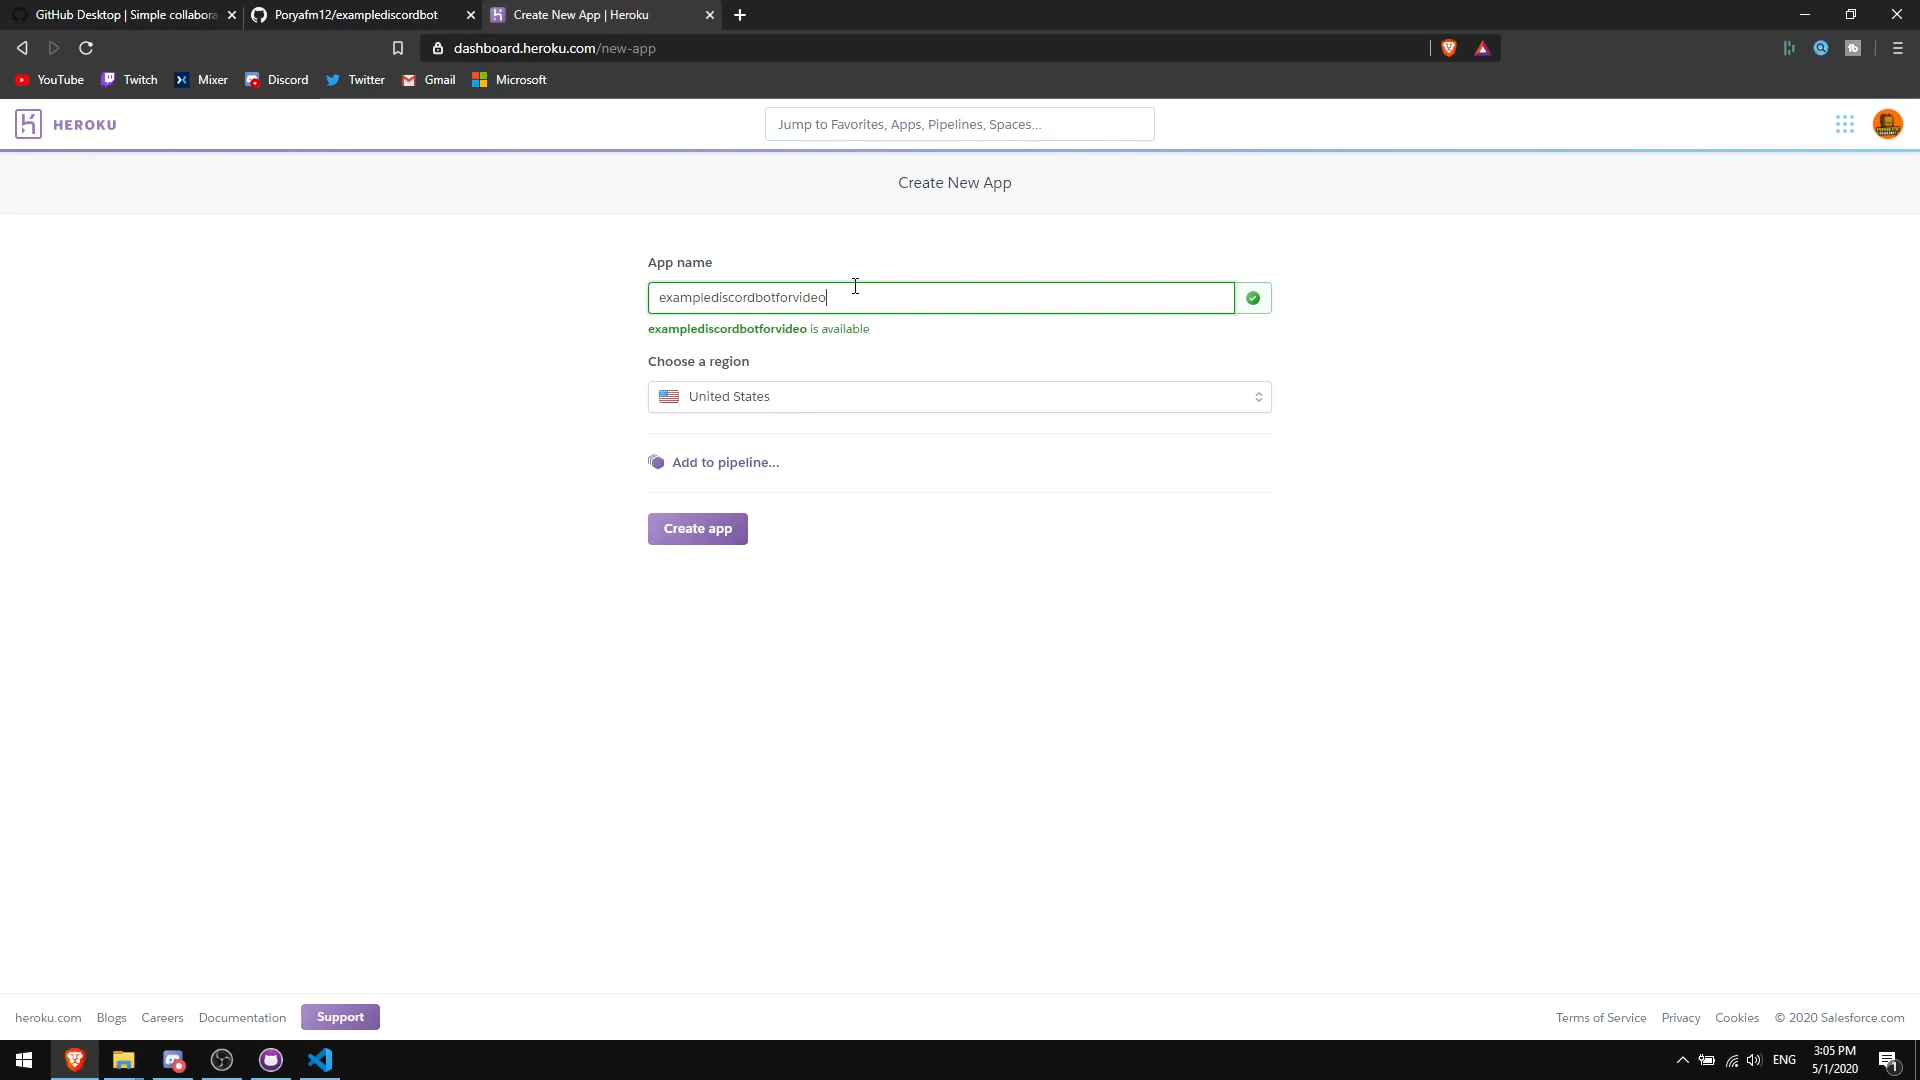 GitHub Desktop | Simple collabora
Poryafm12/examplediscordbot
Create New App | Heroku
dashboard.heroku.com/new-app
YouTube
Twitch
Mixer
Discord
Twitter
Gmail
Microsoft
HEROKU
Jump to Favorites, Apps, Pipelines, Spaces...
Create New App
App name
examplediscordbotforvideo
examplediscordbotforvideo is available
Choose a region
United States
Add to pipeline...
Create app
heroku.com
Blogs
Careers
Documentation
Support
Terms of Service
Privacy
Cookies
© 2020 Salesforce.com
ENG
3:05 PM
5/1/2020
1